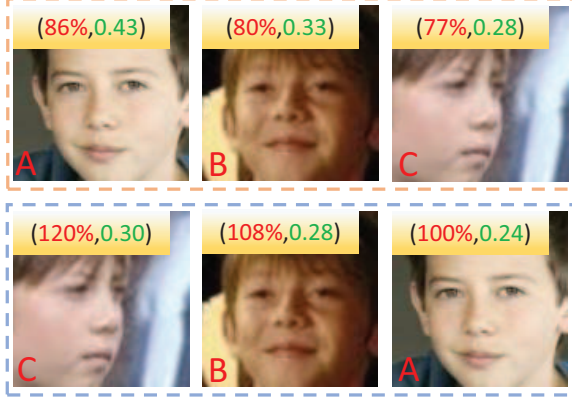 (86%,0.43)
(80%,0.33)
(77%,0.28)
A
B
C
(120%,0.30)
(108%,0.28)
(100%,0.24)
C
B
A